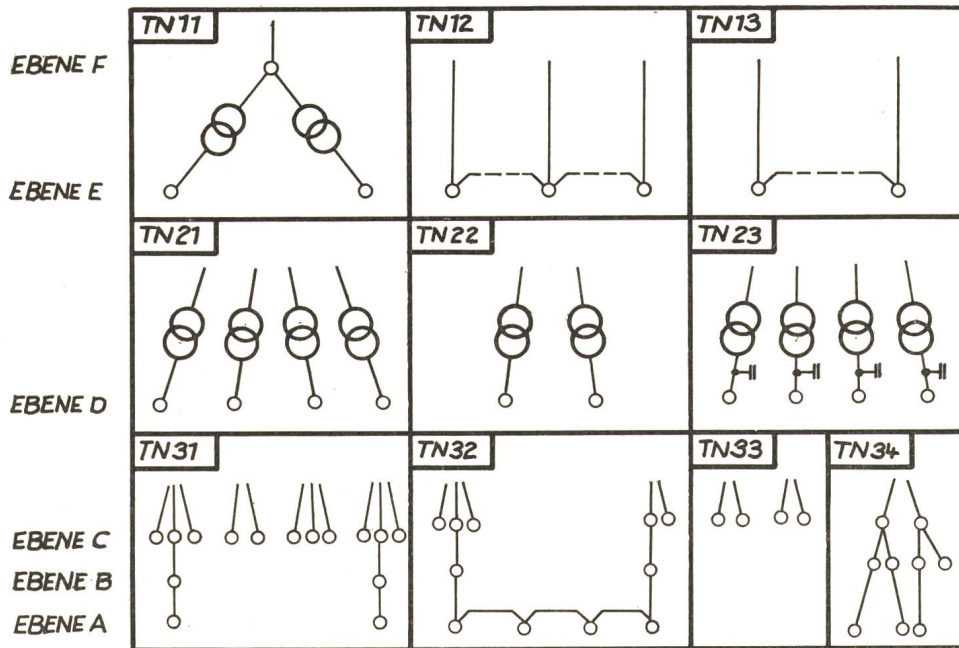 TN11 TN12 TN13
EBENE F
EBENE E
TN21 TN22 TN23
EBENE D
TN31 TN32 TN33 TN34
EBENE C
EBENE B
EBENE A